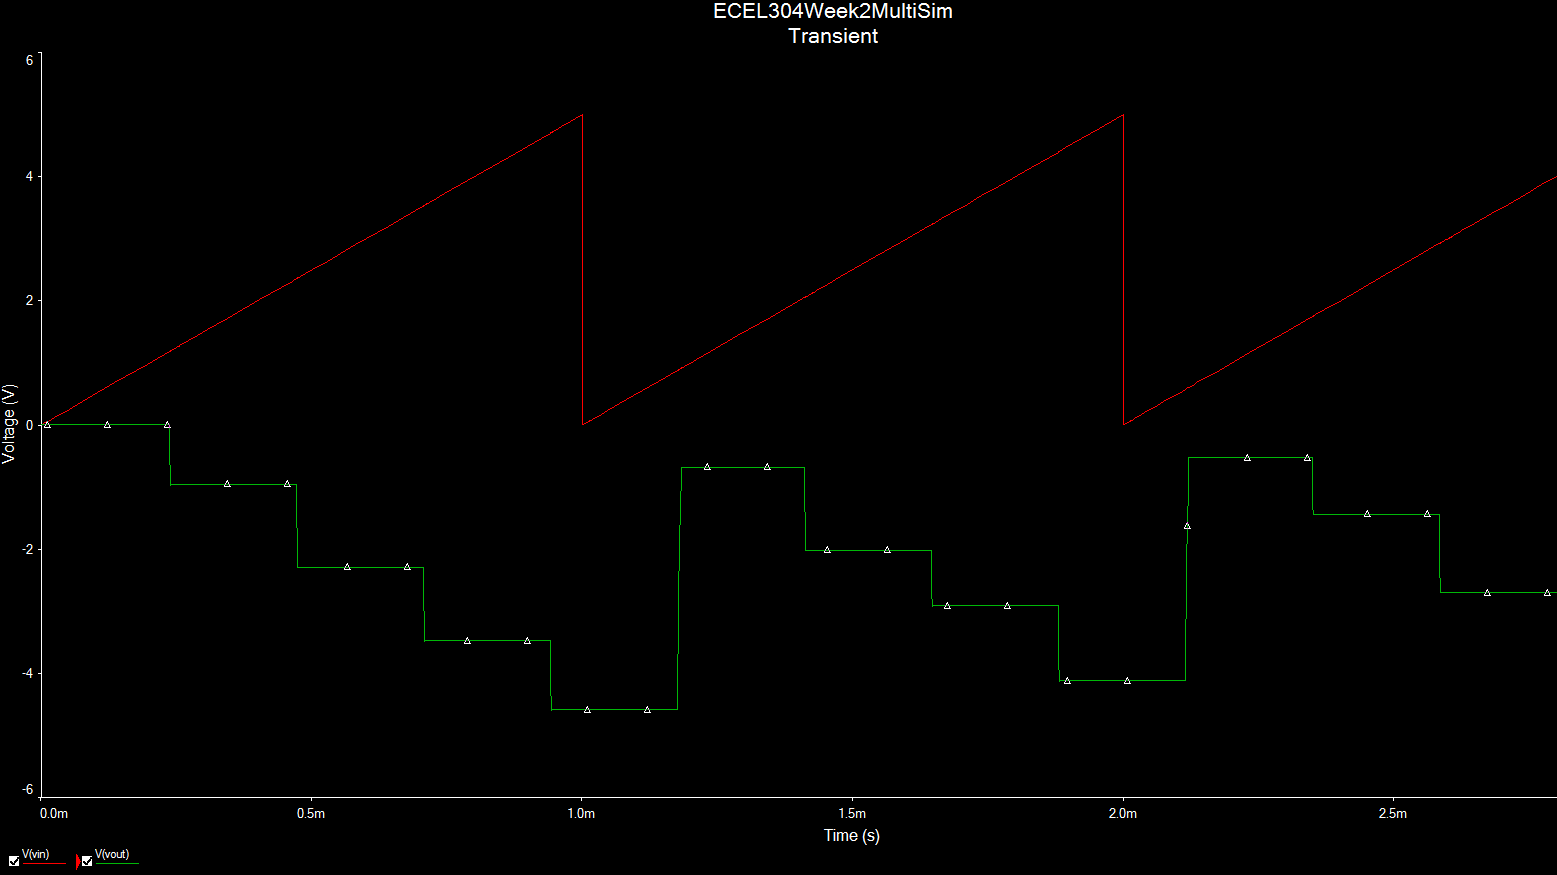 ECEL304Week2MultiSim
Transient
6
4
2
0
-2
-4
-6
Voltage (V)
0.0m 0.5m 1.0m 1.5m 2.0m 2.5m
Time (s)
V(vin) V(vout)